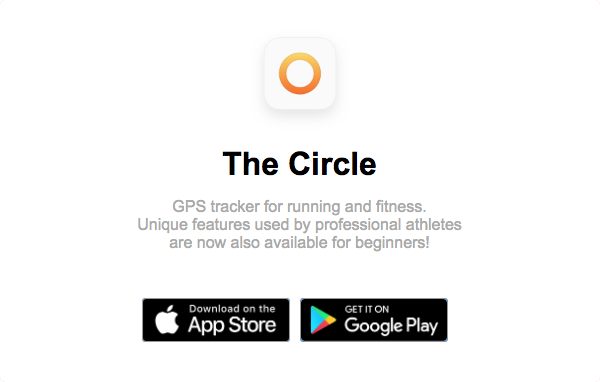 The Circle
GPS tracker for running and fitness.
Unique features used by professional athletes
are now also available for beginners!
Download on the
App Store
GET IT ON
Google Play